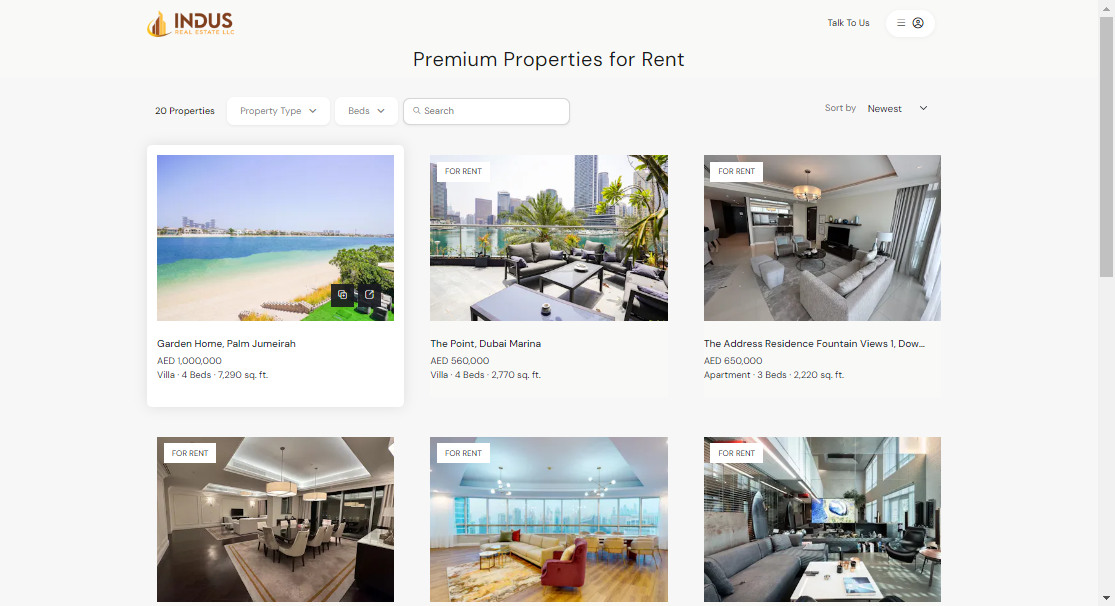 INDUS
REAL ESTATE LLC
Talk To Us
Premium Properties for Rent
20 Properties
Property Type
Beds
Search
Sort by
Newest
FOR RENT
FOR RENT
Garden Home, Palm Jumeirah
AED 1,000,000
Villa · 4 Beds · 7,290 sq. ft.
The Point, Dubai Marina
AED 560,000
Villa · 4 Beds · 2,770 sq. ft.
The Address Residence Fountain Views 1, Dow...
AED 650,000
Apartment · 3 Beds · 2,220 sq. ft.
FOR RENT
FOR RENT
FOR RENT